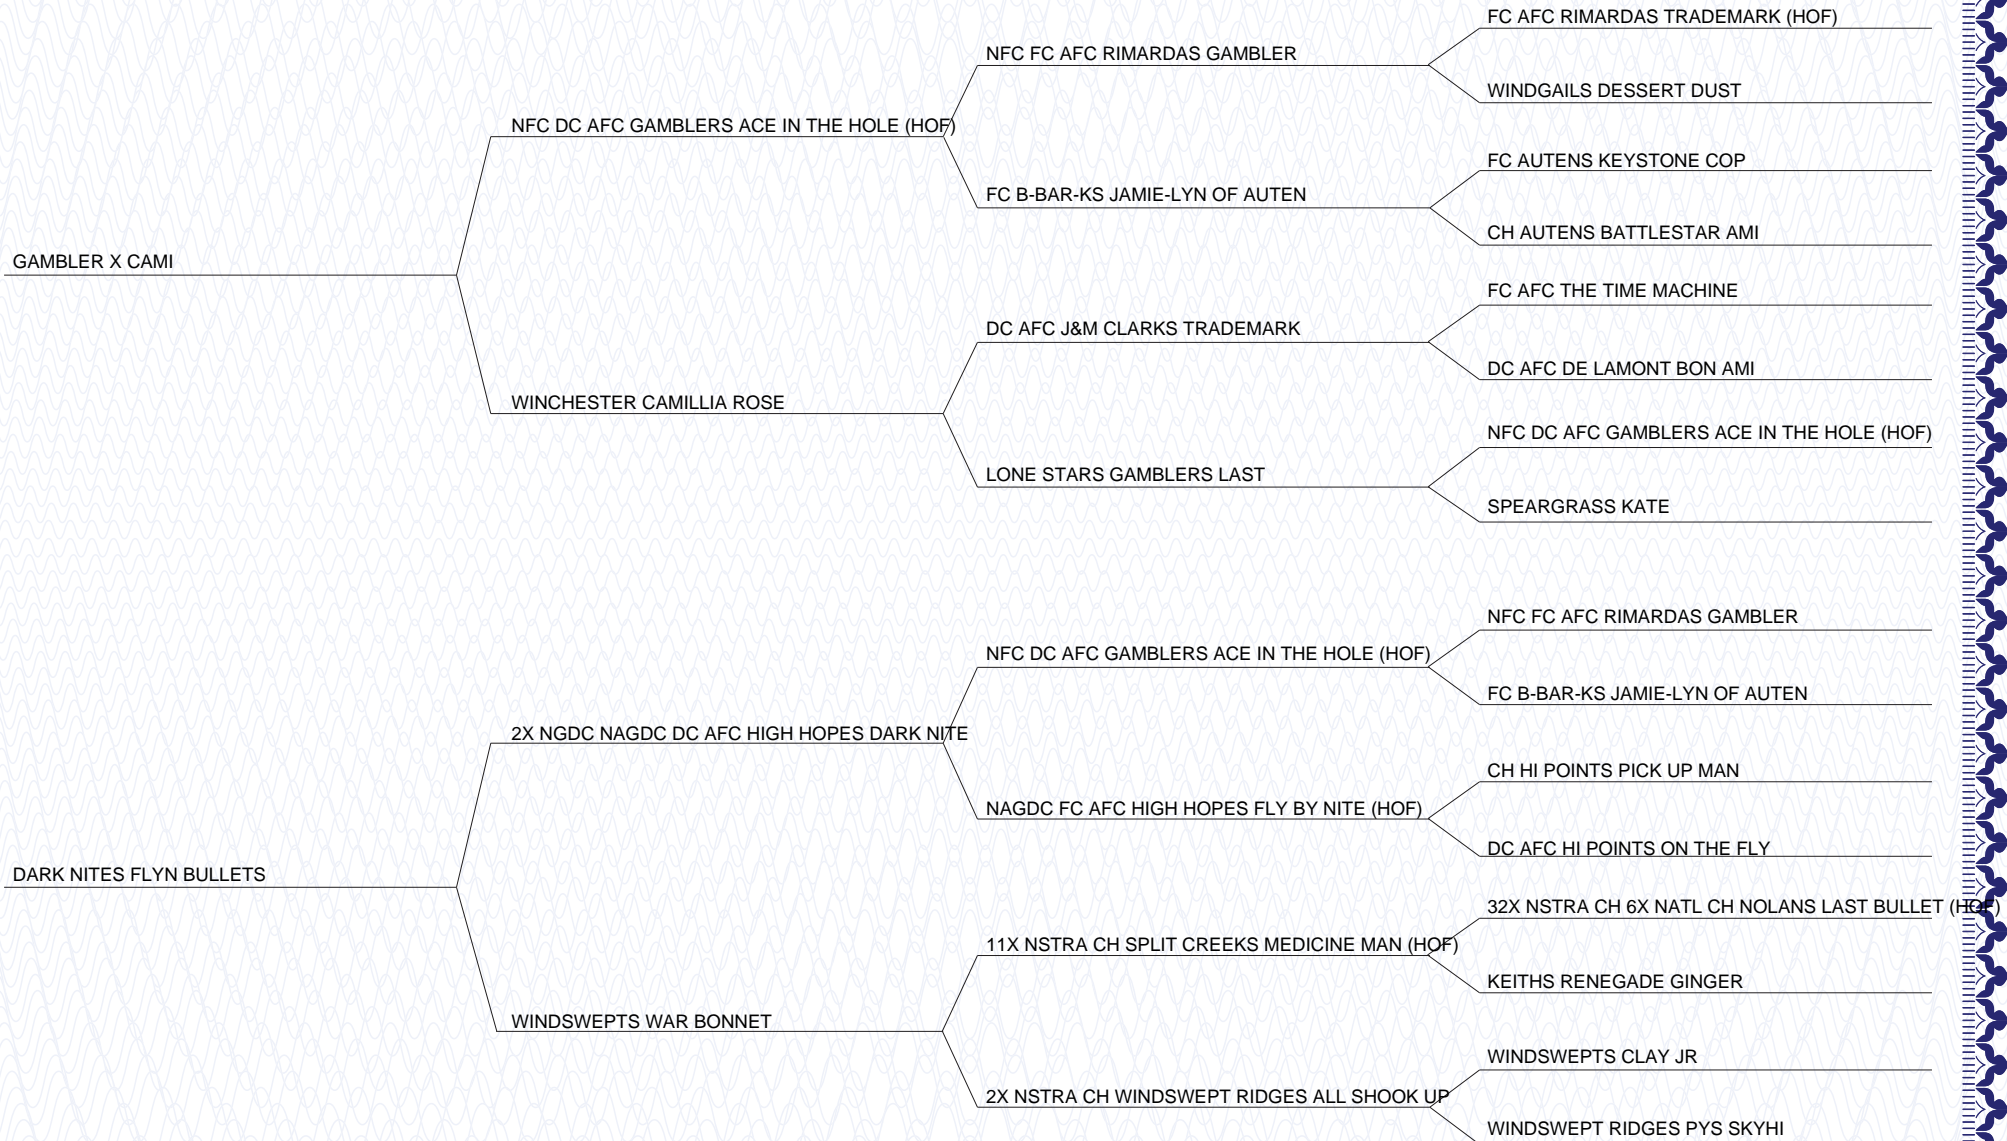 FC AFC RIMARDAS TRADEMARK (HOF)
NFC FC AFC RIMARDAS GAMBLER
WINDGAILS DESSERT DUST
NFC DC AFC GAMBLERS ACE IN THE HOLE (HOF)
FC AUTENS KEYSTONE COP
FC B-BAR-KS JAMIE-LYN OF AUTEN
CH AUTENS BATTLESTAR AMI
GAMBLER X CAMI
FC AFC THE TIME MACHINE
DC AFC J&M CLARKS TRADEMARK
DC AFC DE LAMONT BON AMI
WINCHESTER CAMILLIA ROSE
NFC DC AFC GAMBLERS ACE IN THE HOLE (HOF)
LONE STARS GAMBLERS LAST
SPEARGRASS KATE
NFC FC AFC RIMARDAS GAMBLER
NFC DC AFC GAMBLERS ACE IN THE HOLE (HOF)
FC B-BAR-KS JAMIE-LYN OF AUTEN
2X NGDC NAGDC DC AFC HIGH HOPES DARK NITE
CH HI POINTS PICK UP MAN
NAGDC FC AFC HIGH HOPES FLY BY NITE (HOF)
DC AFC HI POINTS ON THE FLY
DARK NITES FLYN BULLETS
32X NSTRA CH 6X NATL CH NOLANS LAST BULLET (HOF)
11X NSTRA CH SPLIT CREEKS MEDICINE MAN (HOF)
KEITHS RENEGADE GINGER
WINDSWEPTS WAR BONNET
WINDSWEPTS CLAY JR
2X NSTRA CH WINDSWEPT RIDGES ALL SHOOK UP
WINDSWEPT RIDGES PYS SKYHI